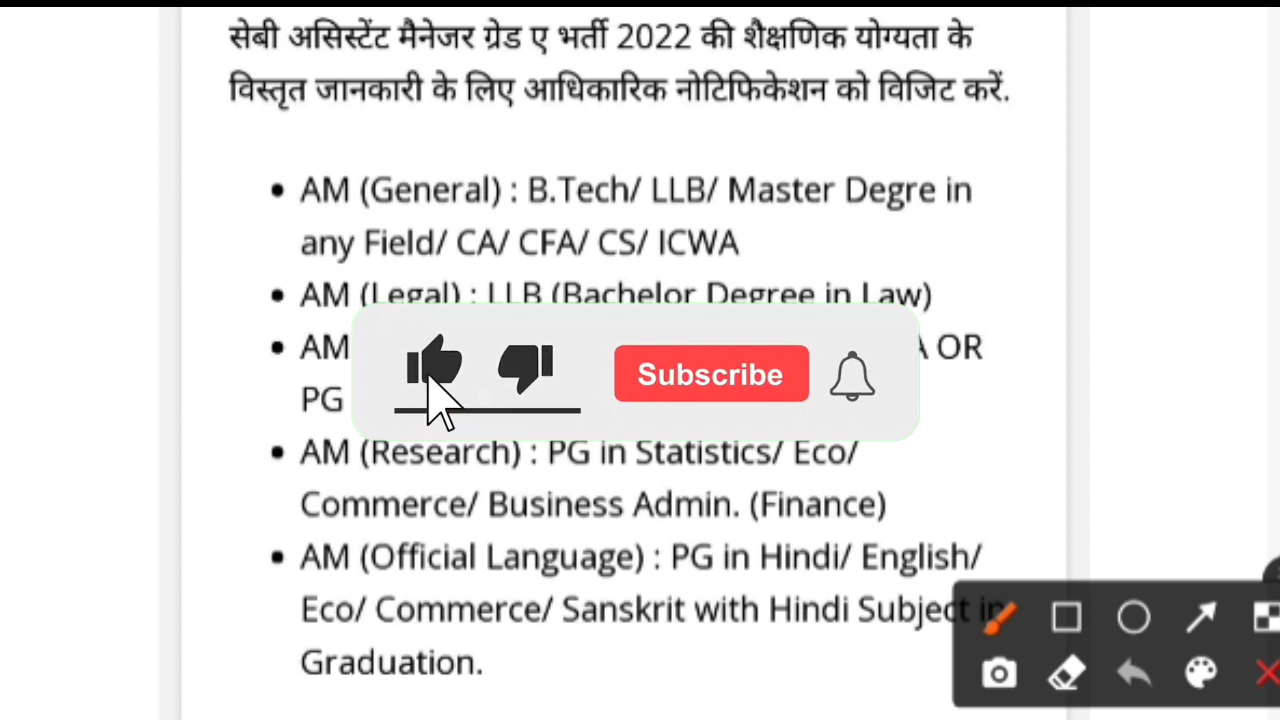 सेबी असिस्टेंट मैनेजर ग्रेड ए भर्ती 2022 की शैक्षणिक योग्यता के
विस्तृत जानकारी के लिए आधिकारिक नोटिफिकेशन को विजिट करें.
• AM (General) : B.Tech/ LLB/ Master Degre in
any Field/ CA/ CFA/ CS/ ICWA
• AM (Legal) : LLB (Bachelor Degree in Law)
• AM OR
PG
Subscribe
• AM (Research) : PG in Statistics/ Eco/
Commerce/ Business Admin. (Finance)
• AM (Official Language) : PG in Hindi/ English/
Eco/ Commerce/ Sanskrit with Hindi Subject in
Graduation.